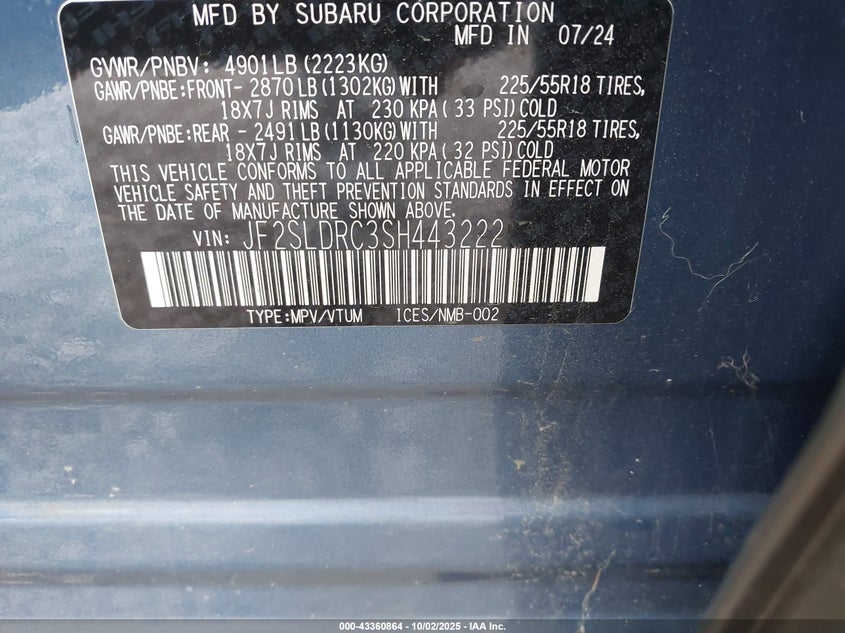 MFD BY SUBARU CORPORATION
MFD IN 07/24
GVWR/PNBV: 4901LB(2223KG)
GAWR/PNBE:FRONT- 2870LB(1302KG)WITH 225/55R18 TIRES,
18X7J RIMS AT 230 KPA( 33 PSI)COLD
GAWR/PNBE:REAR - 2491LB(1130KG)WITH 225/55R18 TIRES,
18X7J RIMS AT 220 KPA( 32 PSI)COLD
THIS VEHICLE CONFORMS TO ALL APPLICABLE FEDERAL MOTOR
VEHICLE SAFETY AND THEFT PREVENTION STANDARDS IN EFFECT ON
THE DATE OF MANUFACTURE SHOWN ABOVE.
VIN: JF2SLDRC3SH443222
TYPE:MPV/VTUM ICES/NMB-002
000-43360864 - 10/02/2025 - IAA Inc.